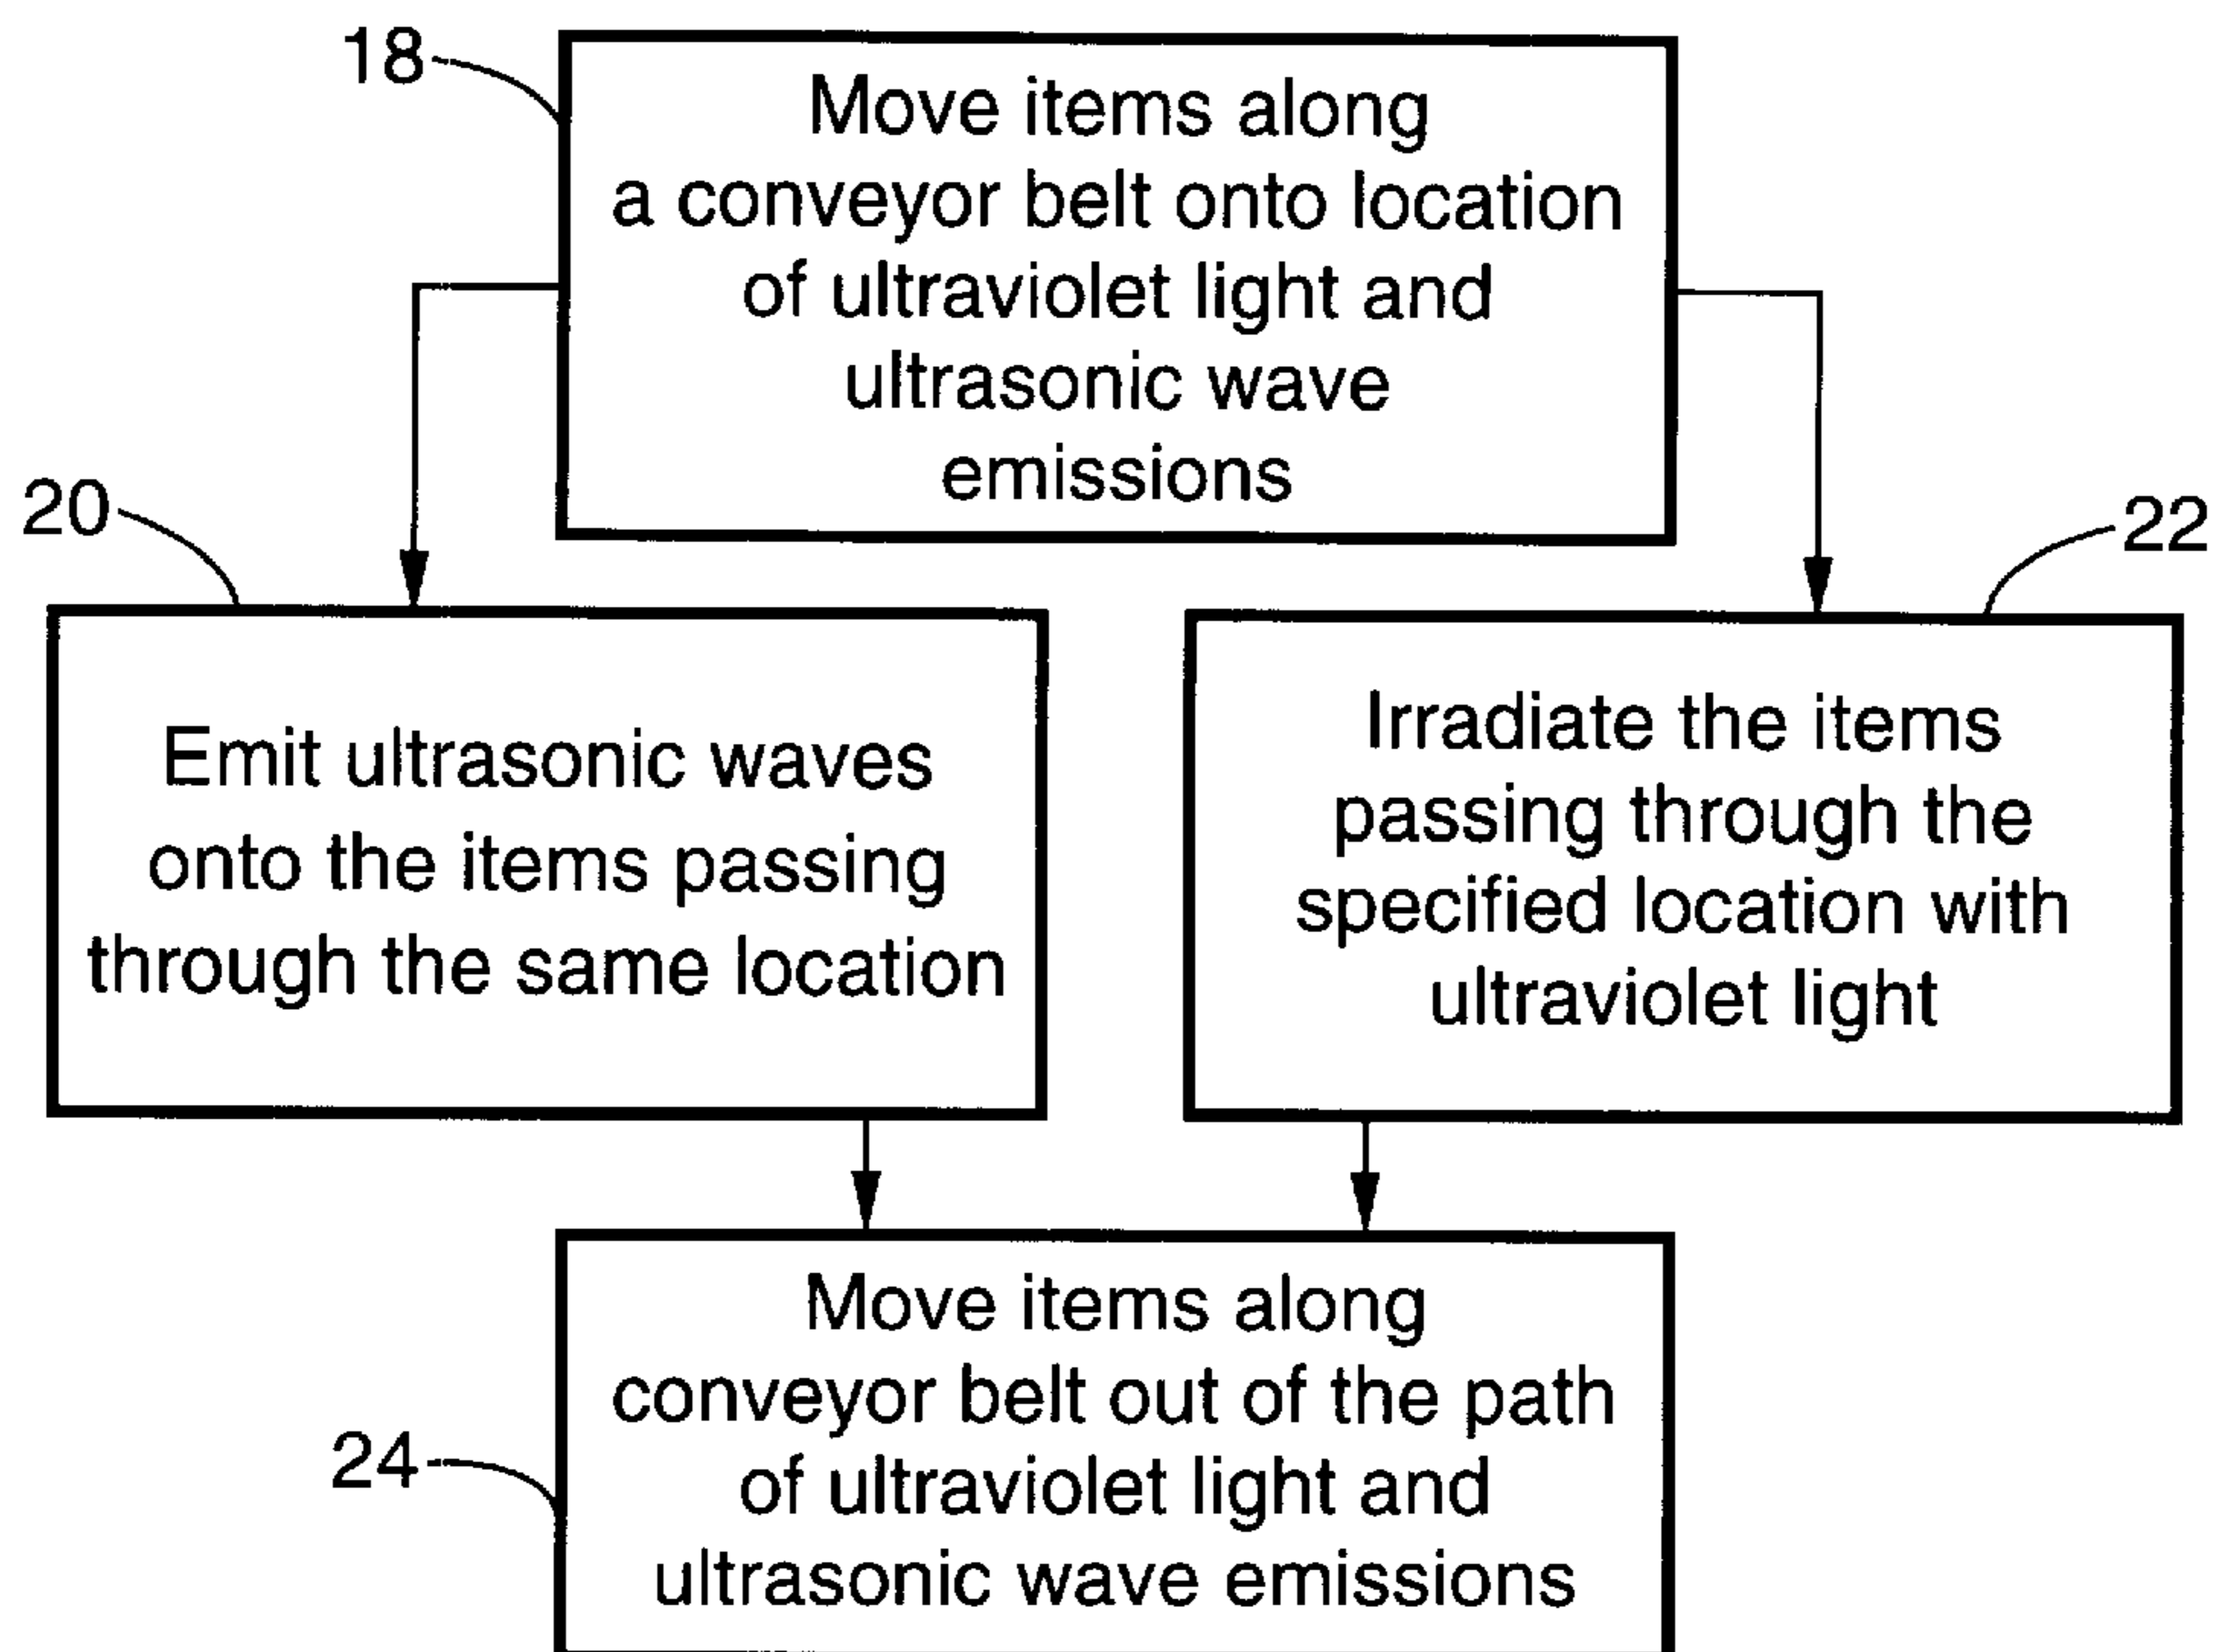 18
Move items along
a conveyor belt onto location
of ultraviolet light and
ultrasonic wave
emissions
20
22
Emit ultrasonic waves
onto the items passing
through the same location
Irradiate the items
passing through the
specified location with
ultraviolet light
24
Move items along
conveyor belt out of the path
of ultraviolet light and
ultrasonic wave emissions